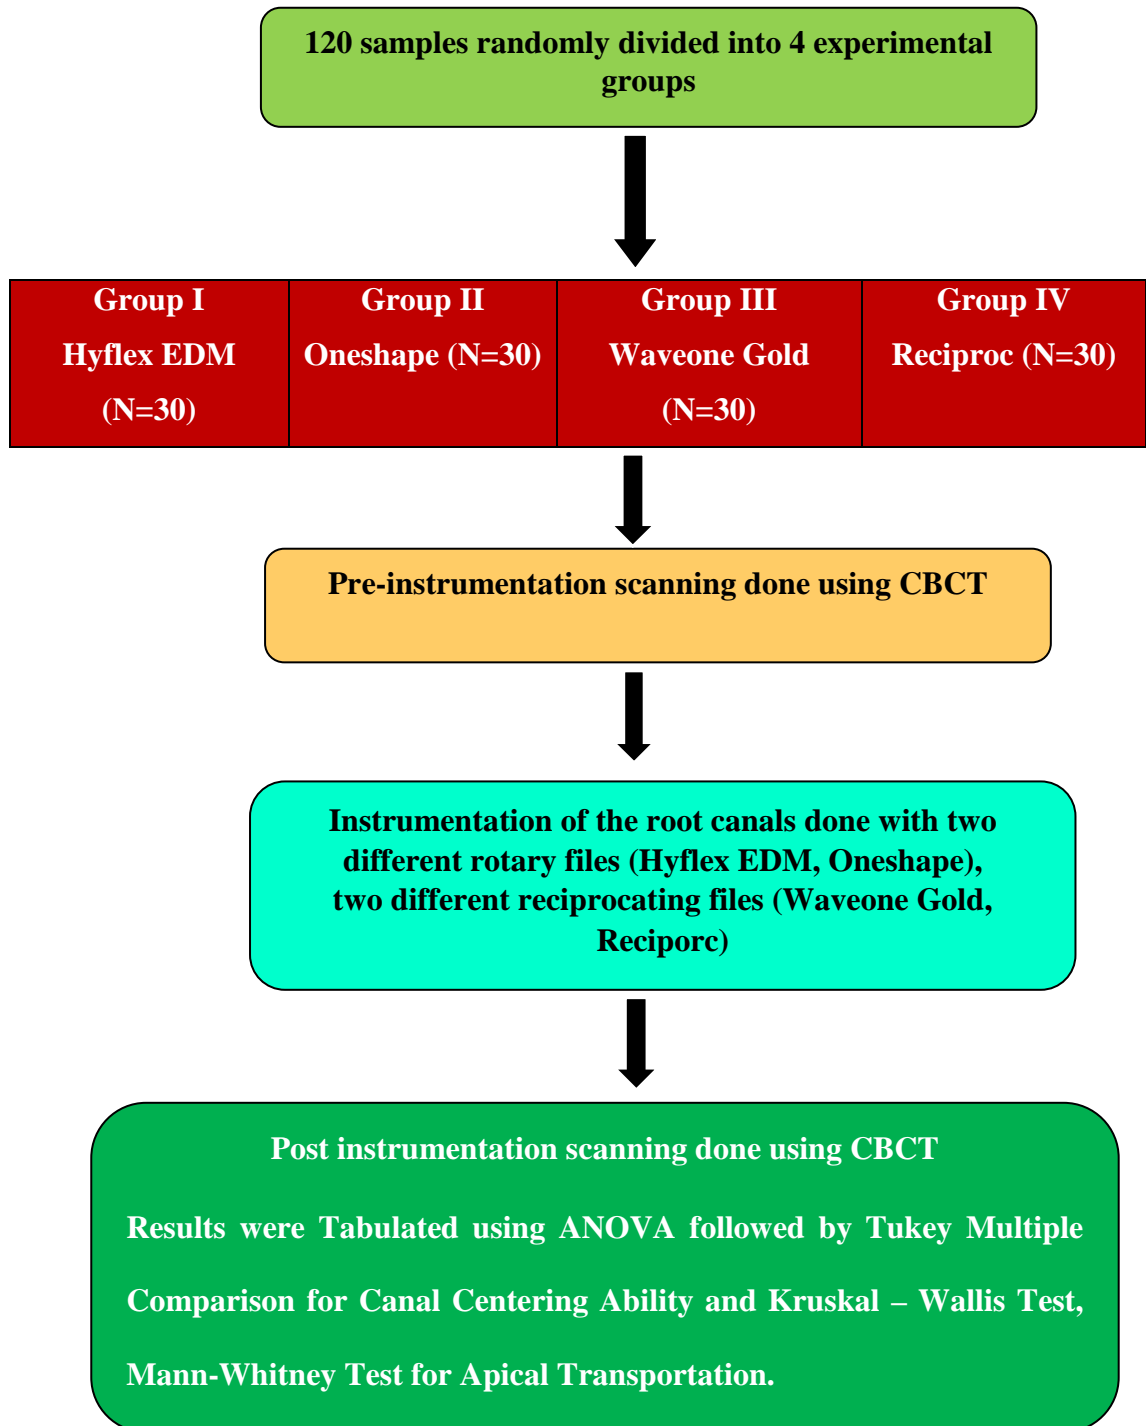 120 samples randomly divided into 4 experimental
groups
Group I
Hyflex EDM
(N=30)
Group II
Oneshape (N=30)
Group III
Waveone Gold
(N=30)
Group IV
Reciproc (N=30)
Pre-instrumentation scanning done using CBCT
Instrumentation of the root canals done with two
different rotary files (Hyflex EDM, Oneshape),
two different reciprocating files (Waveone Gold,
Reciporc)
Post instrumentation scanning done using CBCT
Results were Tabulated using ANOVA followed by Tukey Multiple
Comparison for Canal Centering Ability and Kruskal – Wallis Test,
Mann-Whitney Test for Apical Transportation.